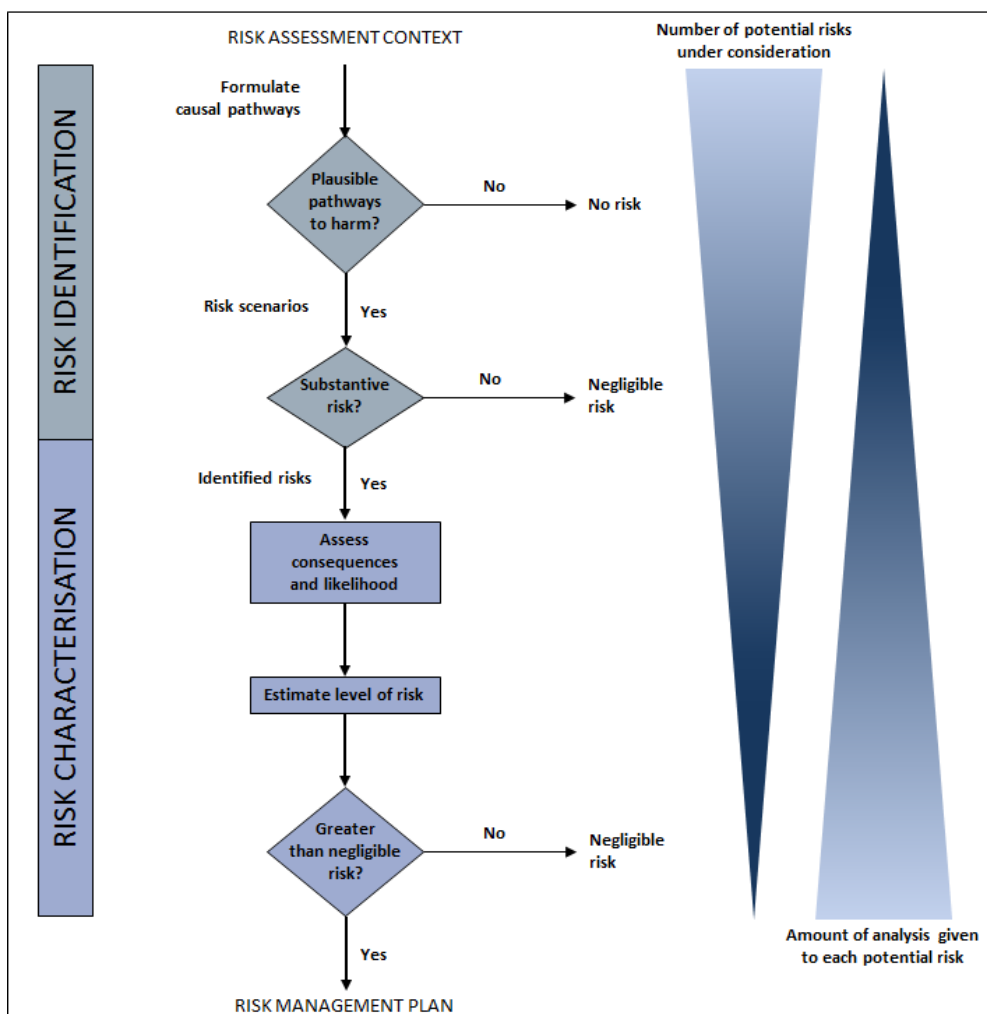 RISK ASSESSMENT CONTEXT
Number of potential risks
under consideration
RISK IDENTIFICATION
Formulate
causal pathways
Plausible
pathways
to harm?
No
No risk
Risk scenarios
Yes
Substantive
risk?
No
Negligible
risk
RISK CHARACTERISATION
Identified risks
Yes
Assess
consequences
and likelihood
Estimate level of risk
Greater
than negligible
risk?
No
Negligible
risk
Yes
RISK MANAGEMENT PLAN
Amount of analysis given
to each potential risk